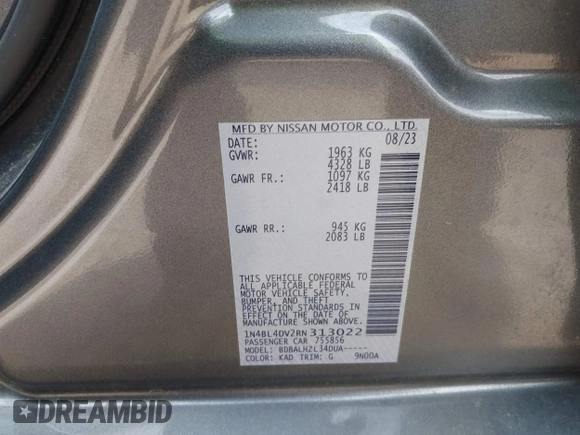 MFD BY NISSAN MOTOR CO., LTD.
DATE: 08/23
GVWR: 1963 KG
4328 LB
GAWR FR.: 1097 KG
2418 LB
GAWR RR.: 945 KG
2083 LB
THIS VEHICLE CONFORMS TO
ALL APPLICABLE FEDERAL
MOTOR VEHICLE SAFETY,
BUMPER, AND THEFT
PREVENTION STANDARDS IN
EFFECT ON THE DATE OF
MANUFACTURE SHOWN ABOVE.
1N4BL4DV2RN313022
PASSENGER CAR 755856
MODEL: BDBALHZL34DUA-----
COLOR: KAD TRIM: G 9N00A
DREAMBID